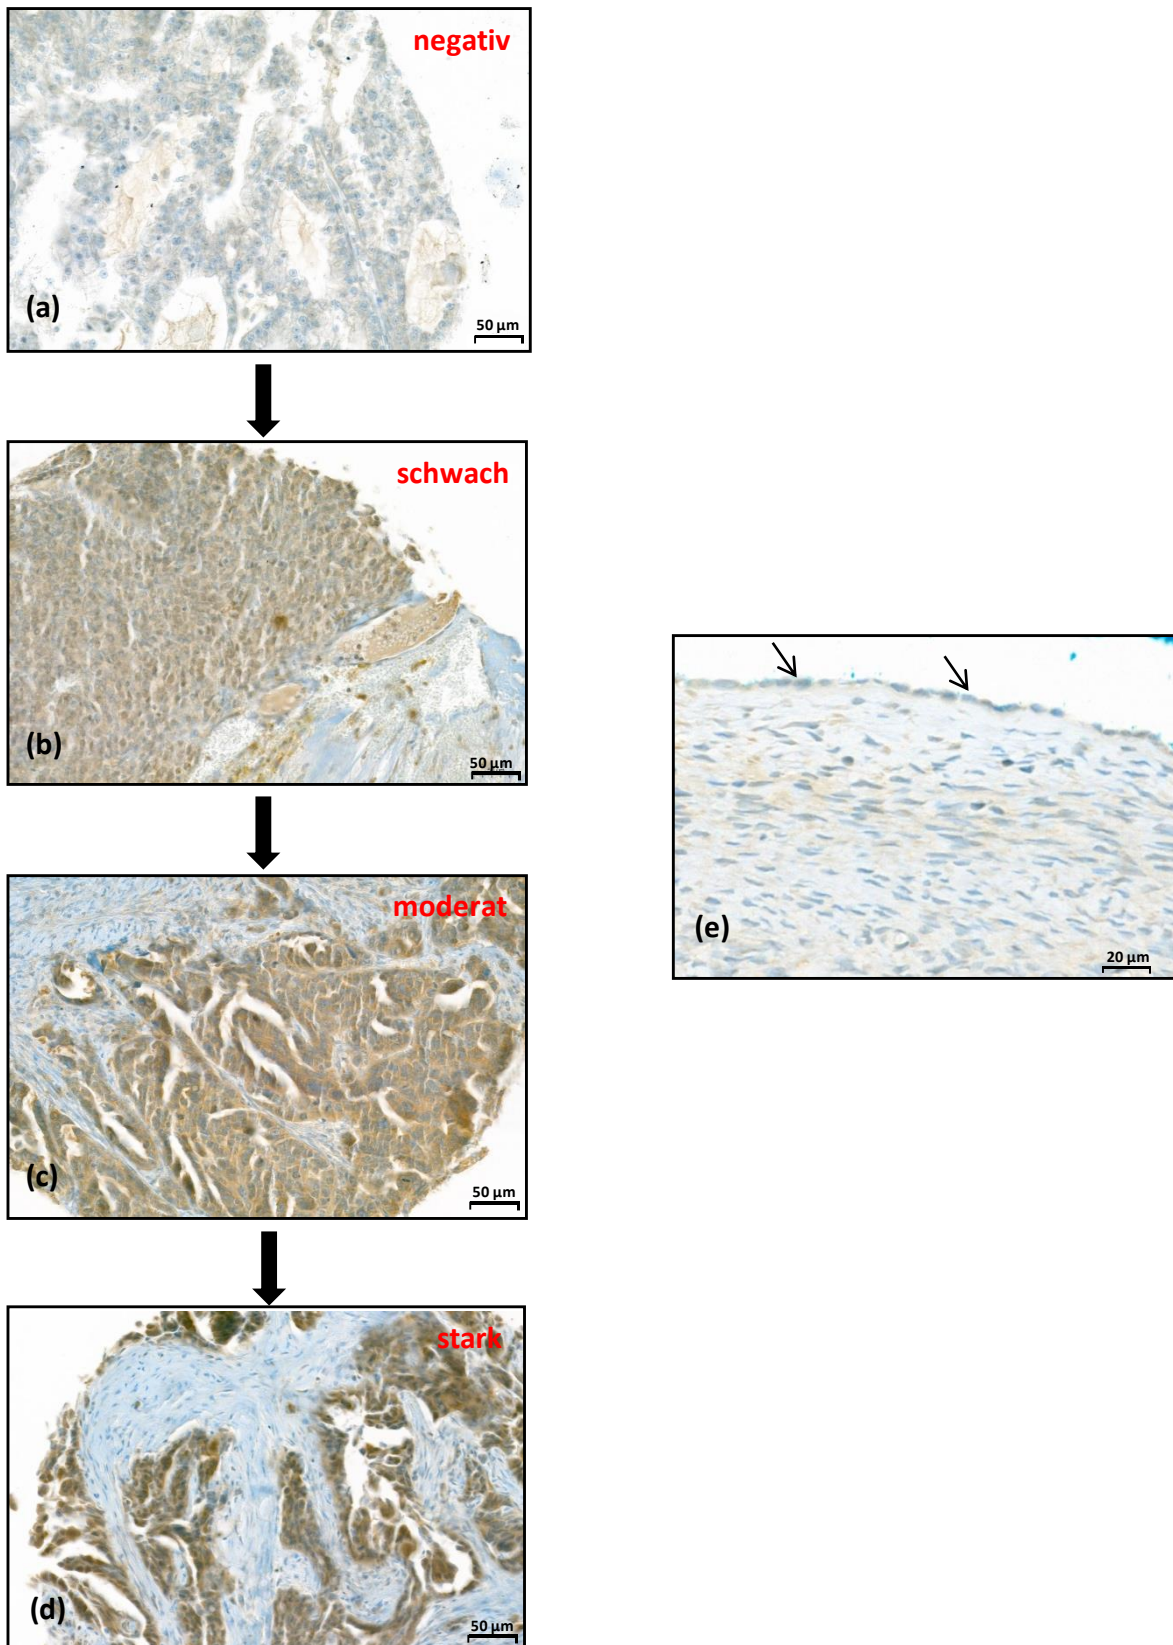 negativ
(a)
50 µm
schwach
(b)
50 µm
moderat
(c)
50 µm
stark
(d)
50 µm
(e)
20 µm